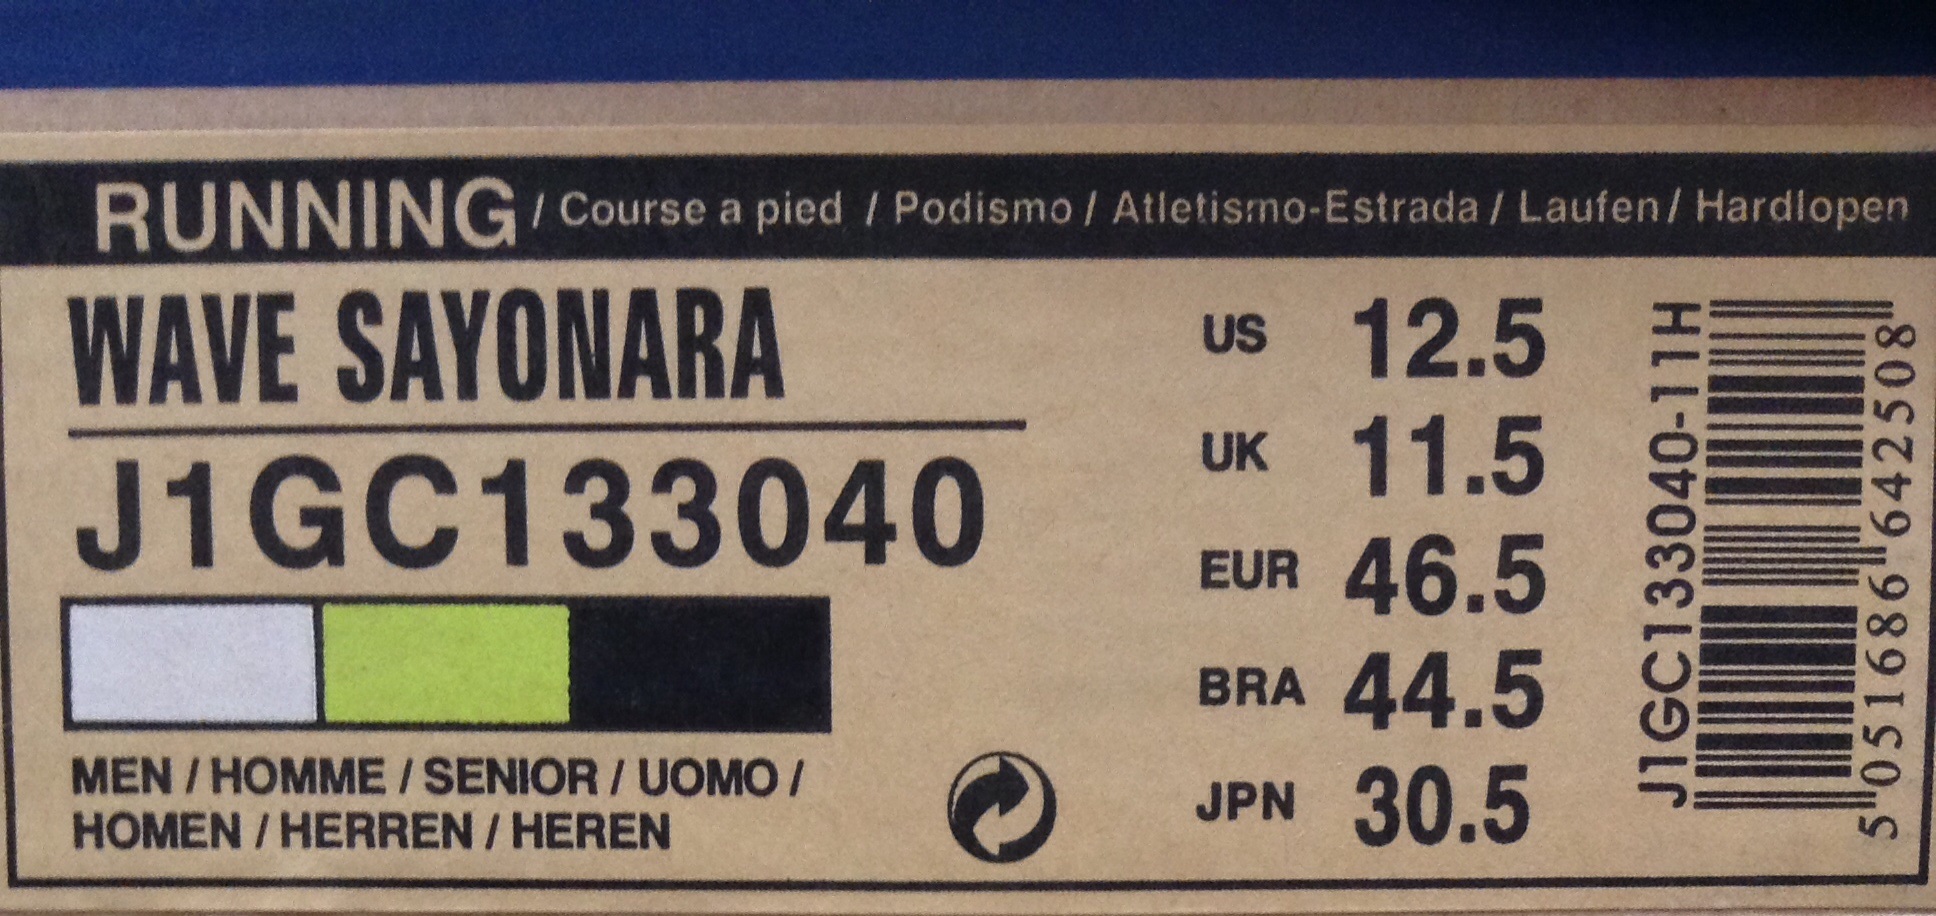 RUNNING / Course a pied / Podismo / Atletismo-Estrada / Laufen / Hardlopen
WAVE SAYONARA
J1GC133040
MEN / HOMME / SENIOR / UOMO /
HOMEN / HERREN / HEREN
US 12.5
UK 11.5
EUR 46.5
BRA 44.5
JPN 30.5
J1GC133040-11H
5 051686 642508